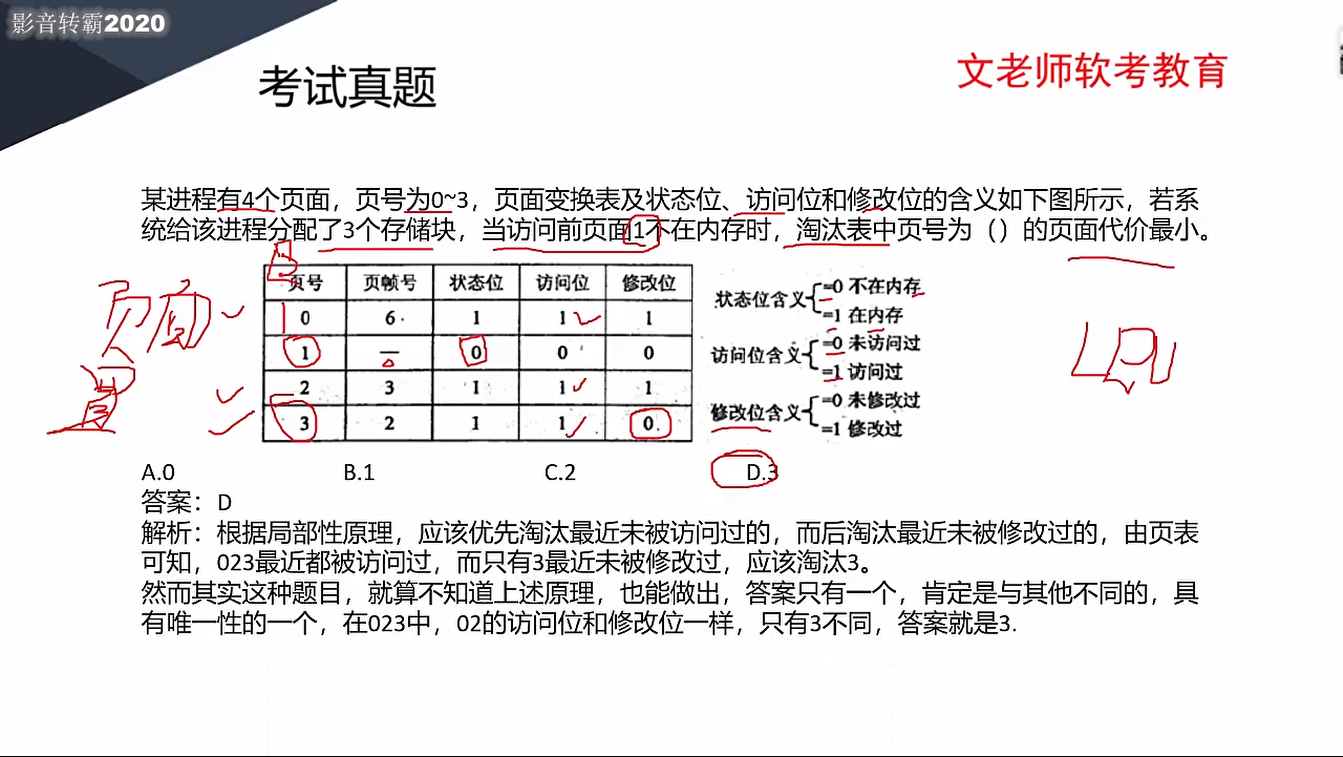 影音转霸2020
考试真题
文老师软考教育
某进程有4个页面，页号为0~3，页面变换表及状态位、访问位和修改位的含义如下图所示，若系
统给该进程分配了3个存储块，当访问前页面1不在内存时，淘汰表中页号为（）的页面代价最小。
页号 页帧号 状态位 访问位 修改位
0 6 1 1 1
1 — 0 0 0
2 3 1 1 1
3 2 1 1 0
状态位含义 =0 不在内存
=1 在内存
访问位含义 =0 未访问过
=1 访问过
修改位含义 =0 未修改过
=1 修改过
页面
置
LRU
A.0 B.1 C.2 D.3
答案：D
解析：根据局部性原理，应该优先淘汰最近未被访问过的，而后淘汰最近未被修改过的，由页表
可知，023最近都被访问过，而只有3最近未被修改过，应该淘汰3。
然而其实这种题目，就算不知道上述原理，也能做出，答案只有一个，肯定是与其他不同的，具
有唯一性的一个，在023中，02的访问位和修改位一样，只有3不同，答案就是3.